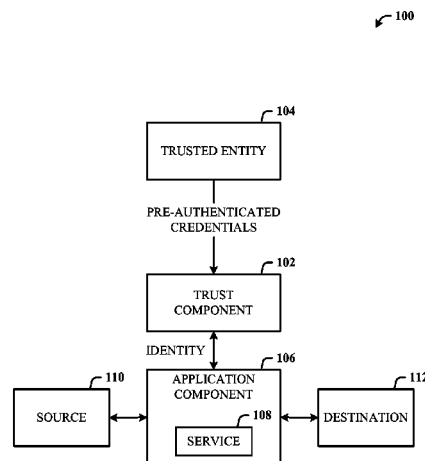 100
104
TRUSTED ENTITY
PRE-AUTHENTICATED
CREDENTIALS
102
TRUST
COMPONENT
IDENTITY
106
110
APPLICATION
COMPONENT
112
SOURCE
108
SERVICE
DESTINATION